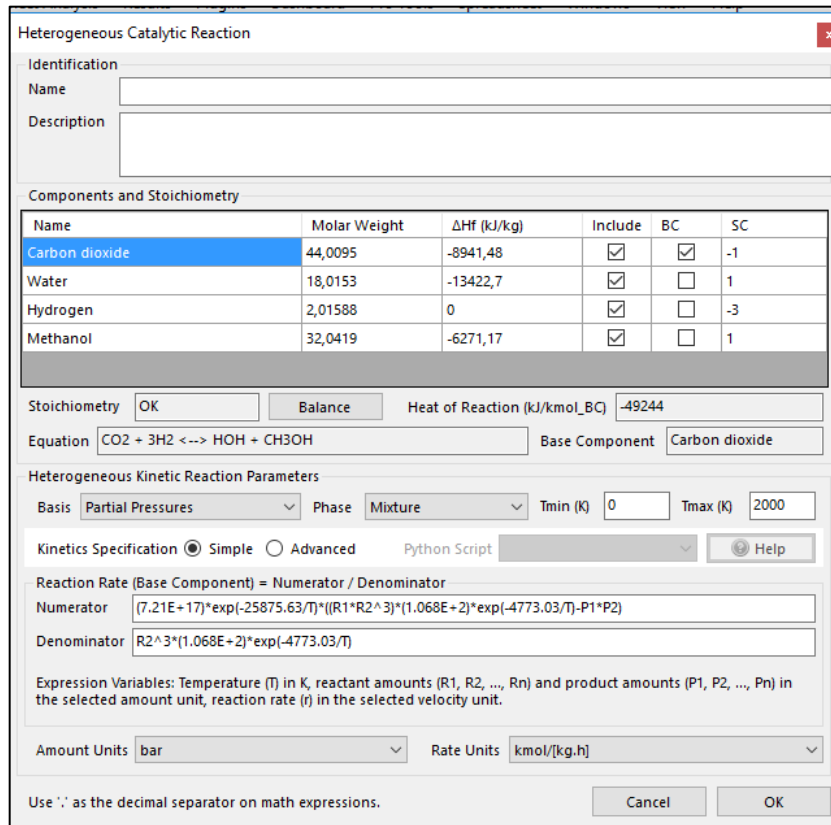 Heterogeneous Catalytic Reaction
x
Identification
Name
Description
Components and Stoichiometry
Name Molar Weight ΔHf (kJ/kg) Include BC SC
Carbon dioxide 44,0095 -8941,48 -1
Water 18,0153 -13422,7 1
Hydrogen 2,01588 0 -3
Methanol 32,0419 -6271,17 1
Stoichiometry OK Balance Heat of Reaction (kJ/kmol_BC) -49244
Equation CO2 + 3H2 <--> HOH + CH3OH Base Component Carbon dioxide
Heterogeneous Kinetic Reaction Parameters
Basis Partial Pressures Phase Mixture Tmin (K) 0 Tmax (K) 2000
Kinetics Specification Simple Advanced Python Script Help
Reaction Rate (Base Component) = Numerator / Denominator
Numerator (7.21E+17)*exp(-25875.63/T)*((R1*R2^3)*(1.068E+2)*exp(-4773.03/T)-P1*P2)
Denominator R2^3*(1.068E+2)*exp(-4773.03/T)
Expression Variables: Temperature (T) in K, reactant amounts (R1, R2, ..., Rn) and product amounts (P1, P2, ..., Pn) in
the selected amount unit, reaction rate (r) in the selected velocity unit.
Amount Units bar Rate Units kmol/[kg.h]
Use '.' as the decimal separator on math expressions. Cancel OK